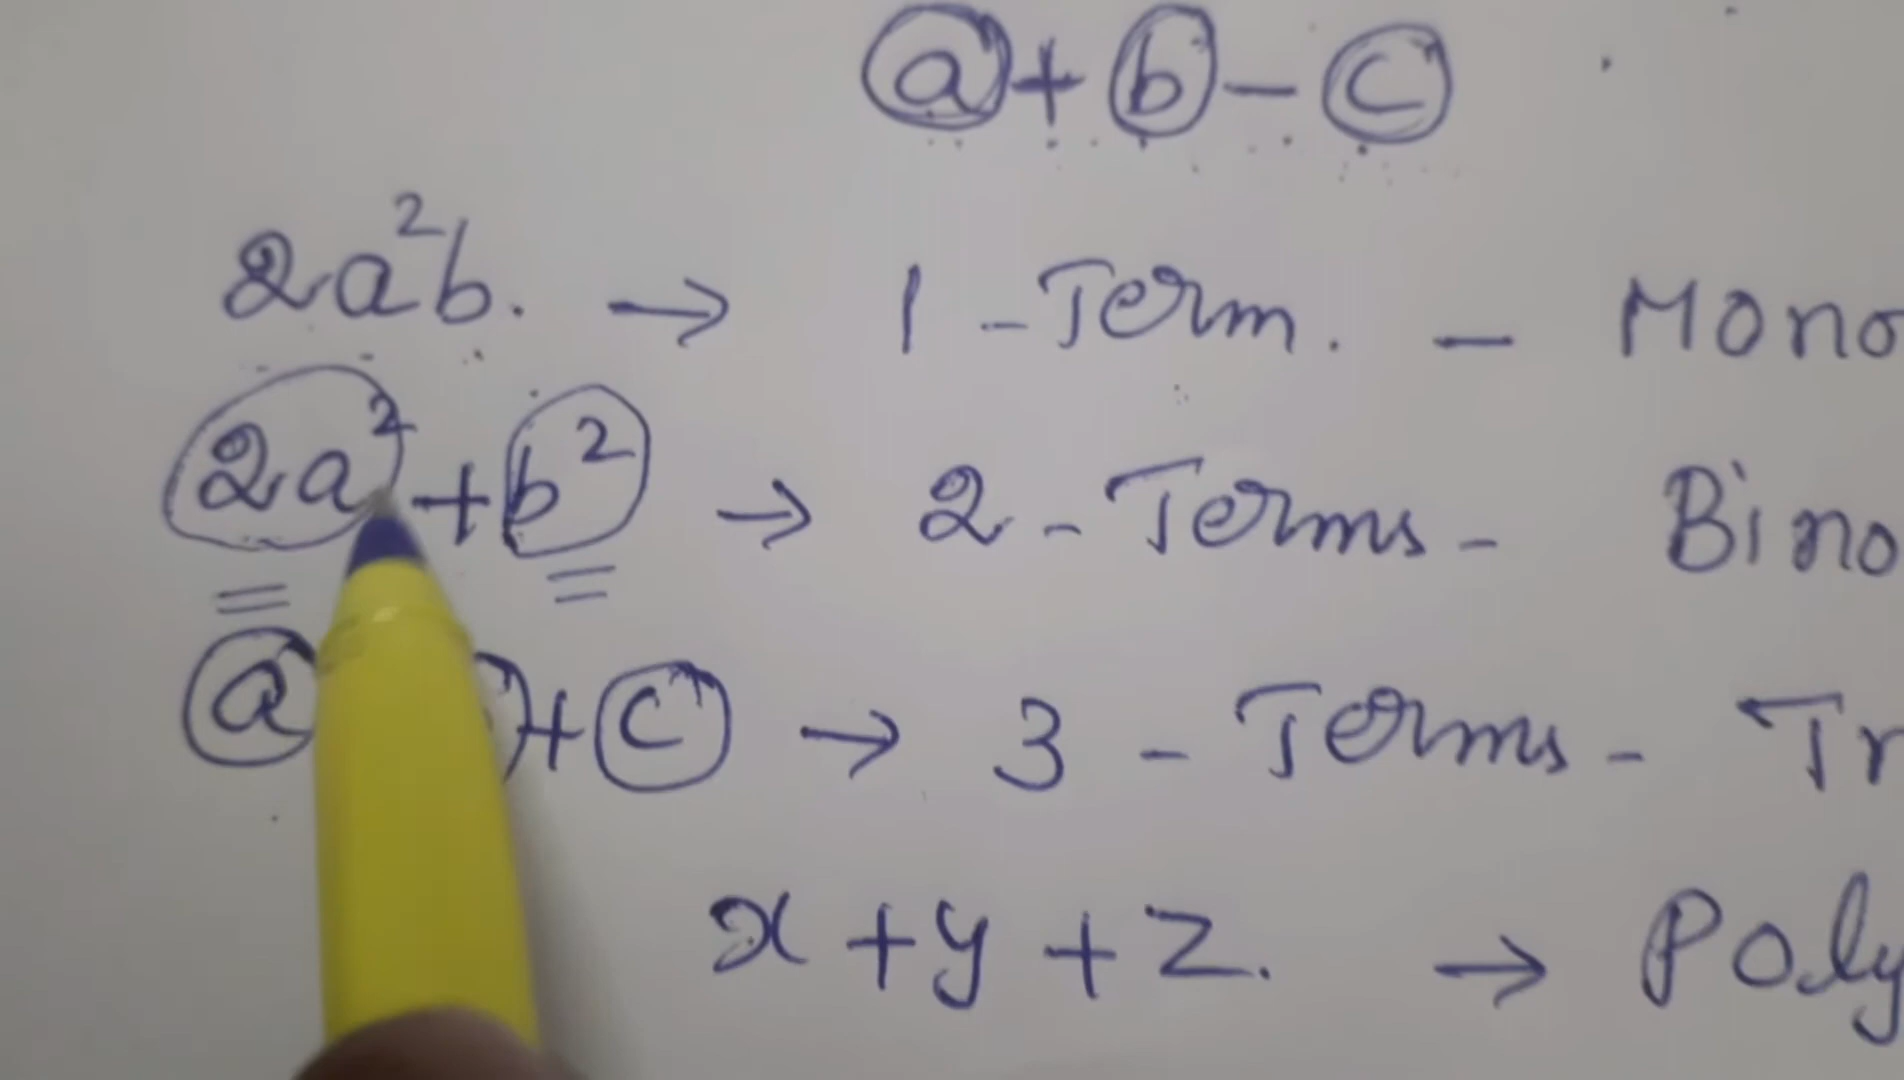 a + b - c
2a²b. → 1 - Term. - Mono
2a² + b² → 2 - Terms - Bino
a + c → 3 - Terms - Tr
x + y + z. → Poly